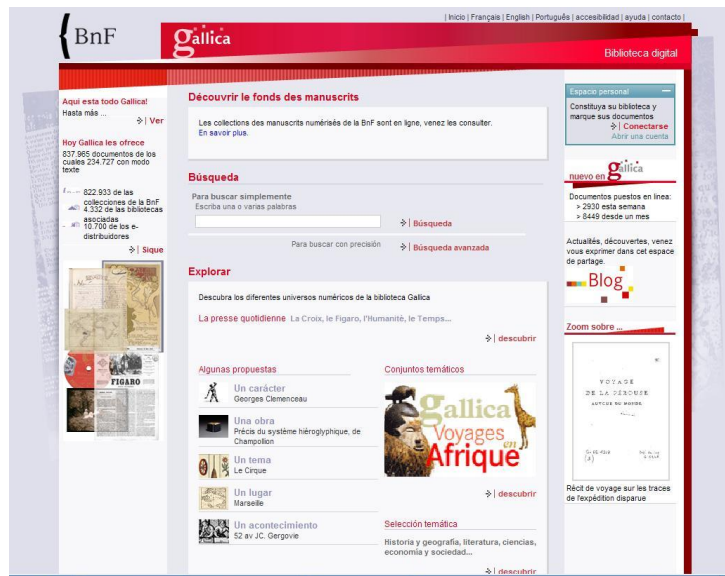 | Inicio | Français | English | Português | accesibilidad | ayuda | contacto |
BnF
Gallica
Biblioteca digital
Aqui esta todo Gallica!
Hasta más ...
| Ver
Hoy Gallica les ofrece
837.965 documentos de los
cuales 234.727 con modo
texte
822.933 de las
colecciones de la BnF
4.332 de las bibliotecas
asociadas
10.700 de los e-
distribuidores
| Sique
FIGARO
Découvrir le fonds des manuscrits
Les collections des manuscrits numérisés de la BnF sont en ligne, venez les consulter.
En savoir plus.
Búsqueda
Para buscar simplemente
Escriba una o varias palabras
| Búsqueda
Para buscar con precisión
| Búsqueda avanzada
Explorar
Descubra los diferentes universos numéricos de la biblioteca Gallica
La presse quotidienne La Croix, le Figaro, l'Humanité, le Temps...
| descubrir
Algunas propuestas
Un carácter
Georges Clemenceau
Una obra
Précis du système hiéroglyphique, de
Champollion
Un tema
Le Cirque
Un lugar
Marseille
Un acontecimiento
52 av JC. Gergovie
Conjuntos temáticos
gallica
Voyages
en
Afrique
| descubrir
Selección temática
Historia y geografía, literatura, ciencias,
economía y sociedad...
| descubrir
Espacio personal
Constituya su biblioteca y
marque sus documentos
| Conectarse
Abrir una cuenta
nuevo en gallica
Documentos puestos en linea:
> 2930 esta semana
> 8449 desde un mes
Actualités, découvertes, venez
vous exprimer dans cet espace
de partage.
Blog
Zoom sobre ...
VOYAGE
DE LA PÉROUSE
AUTOUR DU MONDE.
Récit de voyage sur les traces
de l'expédition disparue